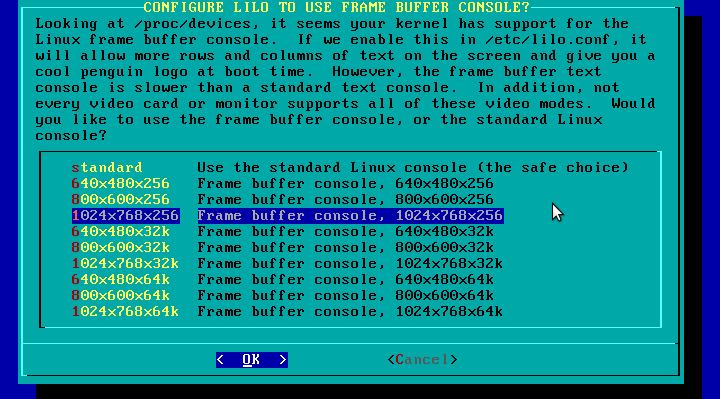 CONFIGURE LILO TO USE FRAME BUFFER CONSOLE?
Looking at /proc/devices, it seems your kernel has support for the
Linux frame buffer console.  If we enable this in /etc/lilo.conf, it
will allow more rows and columns of text on the screen and give you a
cool penguin logo at boot time.  However, the frame buffer text
console is slower than a standard text console.  In addition, not
every video card or monitor supports all of these video modes.  Would
you like to use the frame buffer console, or the standard Linux
console?
standard Use the standard Linux console (the safe choice)
640x480x256 Frame buffer console, 640x480x256
800x600x256 Frame buffer console, 800x600x256
1024x768x256 Frame buffer console, 1024x768x256
640x480x32k Frame buffer console, 640x480x32k
800x600x32k Frame buffer console, 800x600x32k
1024x768x32k Frame buffer console, 1024x768x32k
640x480x64k Frame buffer console, 640x480x64k
800x600x64k Frame buffer console, 800x600x64k
1024x768x64k Frame buffer console, 1024x768x64k
<  OK  > <Cancel>